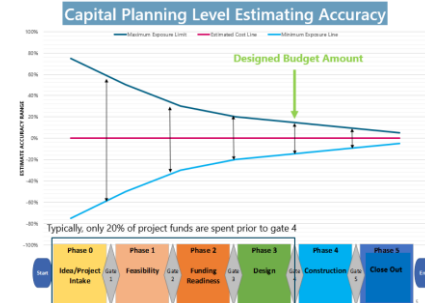 Capital Planning Level Estimating Accuracy
100%
Maximum Exposure Limit
Estimated Cost Line
Minimum Exposure Line
80%
Designed Budget Amount
60%
40%
20%
0%
-20%
-40%
-60%
-80%
-100%
ESTIMATE ACCURACY RANGE
Typically, only 20% of project funds are spent prior to gate 4
Start
Phase 0
Idea/Project
Intake
Gate
1
Phase 1
Feasibility
Gate
2
Phase 2
Funding
Readiness
Gate
3
Phase 3
Design
Gate
Phase 4
Construction
Gate
5
Phase 5
Close Out